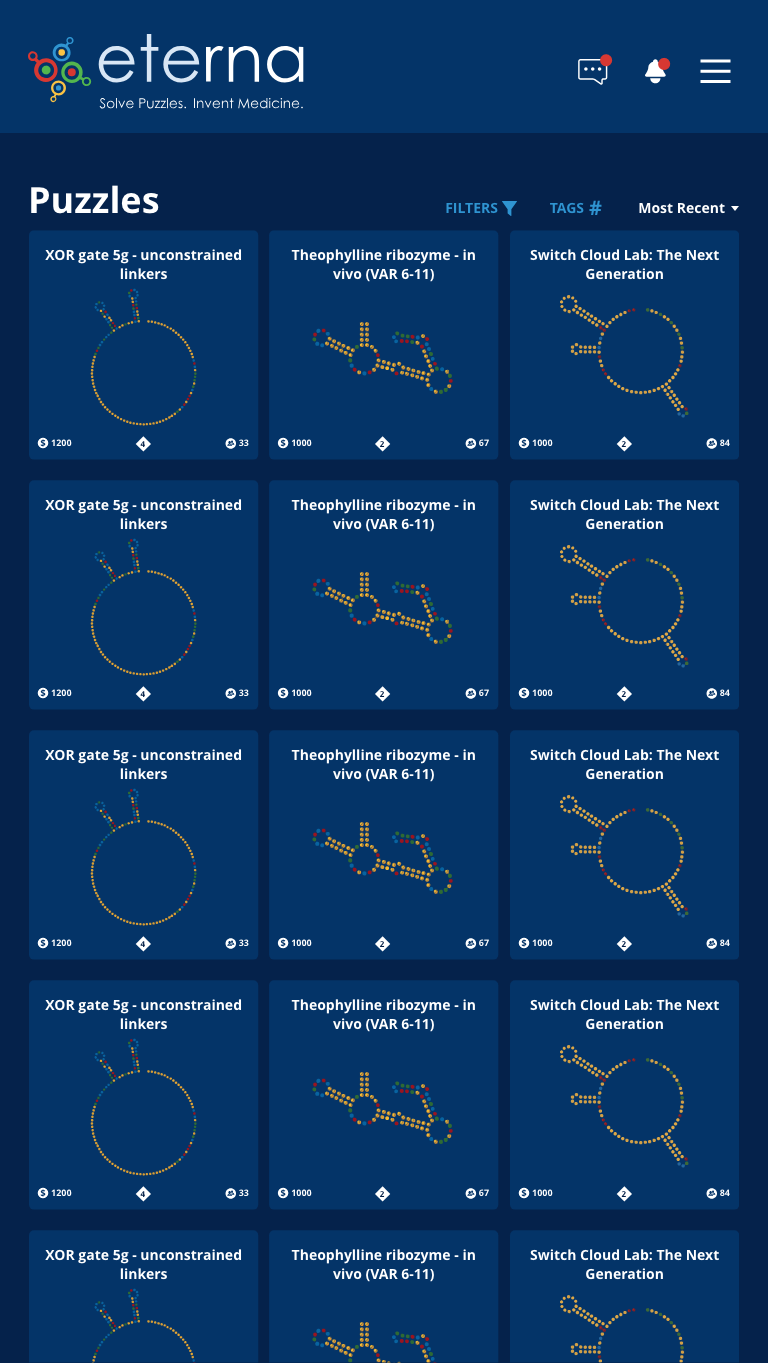 eterna
Solve Puzzles. Invent Medicine.
Puzzles
FILTERS
TAGS #
Most Recent
XOR gate 5g - unconstrained
linkers
$ 1200
4
33
Theophylline ribozyme - in
vivo (VAR 6-11)
$ 1000
2
67
Switch Cloud Lab: The Next
Generation
$ 1000
2
84
XOR gate 5g - unconstrained
linkers
$ 1200
4
33
Theophylline ribozyme - in
vivo (VAR 6-11)
$ 1000
2
67
Switch Cloud Lab: The Next
Generation
$ 1000
2
84
XOR gate 5g - unconstrained
linkers
$ 1200
4
33
Theophylline ribozyme - in
vivo (VAR 6-11)
$ 1000
2
67
Switch Cloud Lab: The Next
Generation
$ 1000
2
84
XOR gate 5g - unconstrained
linkers
$ 1200
4
33
Theophylline ribozyme - in
vivo (VAR 6-11)
$ 1000
2
67
Switch Cloud Lab: The Next
Generation
$ 1000
2
84
XOR gate 5g - unconstrained
linkers
Theophylline ribozyme - in
vivo (VAR 6-11)
Switch Cloud Lab: The Next
Generation